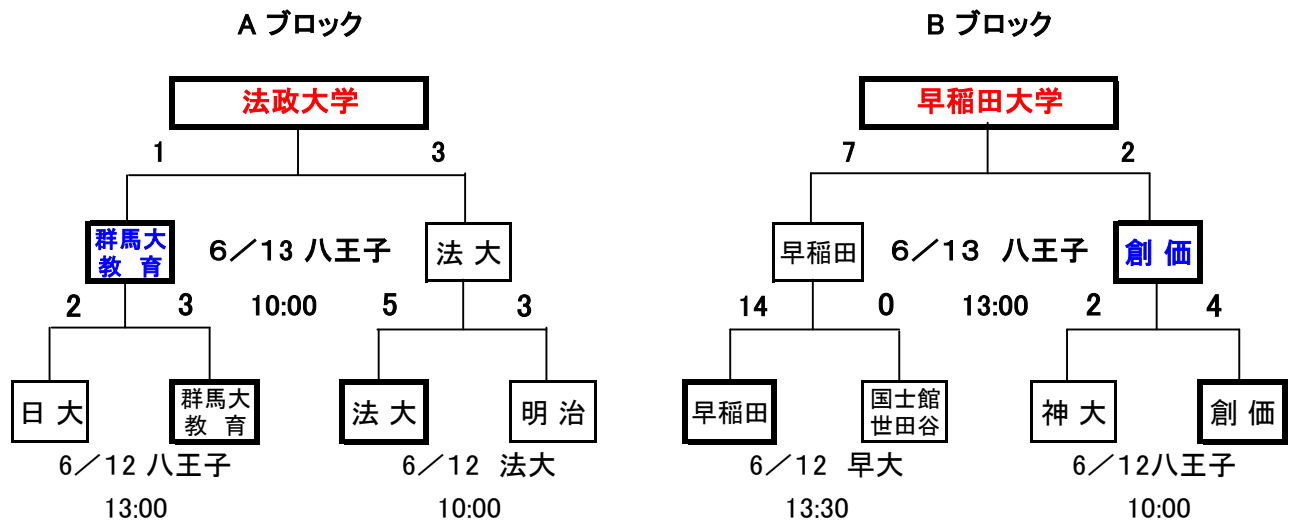 A ブロック
B ブロック
法政大学
早稲田大学
1 3
7 2
群馬大
教 育
6／13 八王子
法 大
早稲田
6／13 八王子
創 価
2 3 10:00 5 3
14 0 13:00 2 4
日 大
群馬大
教 育
法 大
明 治
早稲田
国士館
世田谷
神 大
創 価
6／12 八王子
6／12 法大
6／12 早大
6／12八王子
13:00
10:00
13:30
10:00